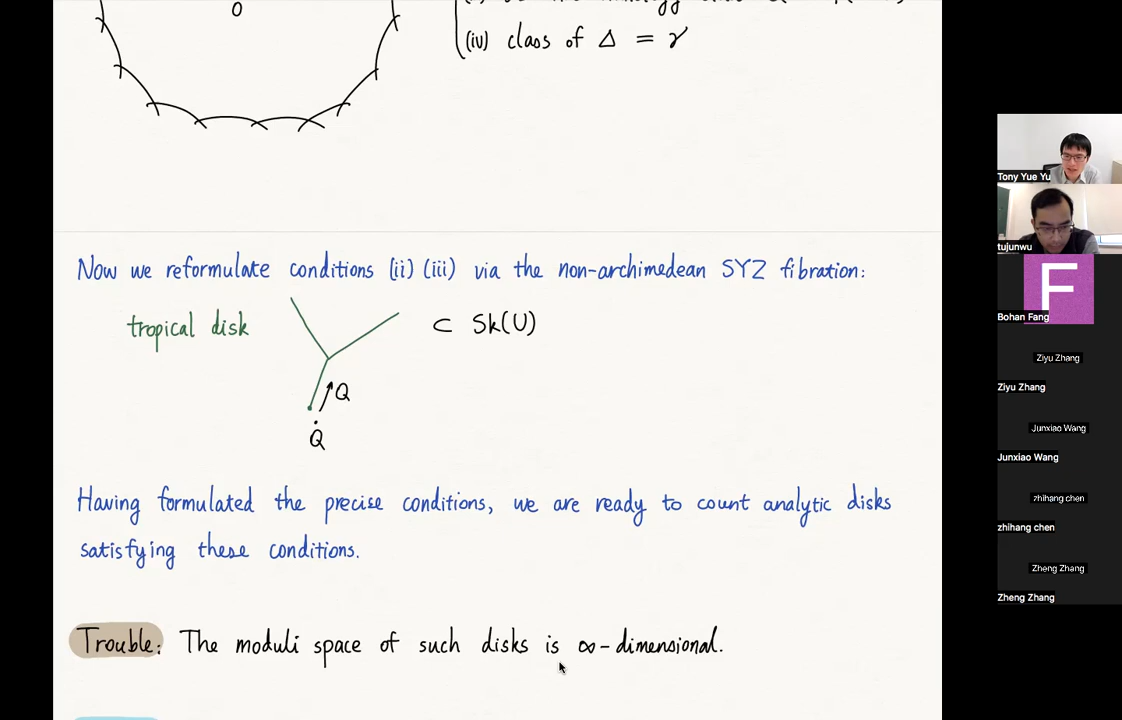 0
(iv) class of Δ = γ
Now we reformulate conditions (ii) (iii) via the non-archimedean SYZ fibration:
tropical disk
⊂ Sk(U)
Q
Q̇
Having formulated the precise conditions, we are ready to count analytic disks
satisfying these conditions.
Trouble: The moduli space of such disks is ∞-dimensional.
Tony Yue Yu
tujunwu
F
Bohan Fang
Ziyu Zhang
Ziyu Zhang
Junxiao Wang
Junxiao Wang
zhihang chen
zhihang chen
Zheng Zhang
Zheng Zhang